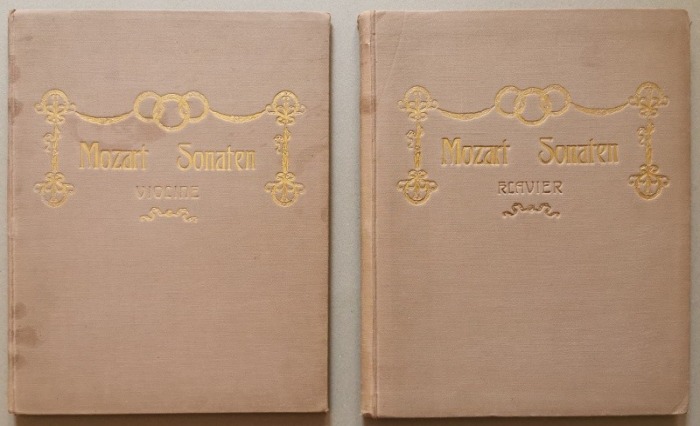 Mozart Sonaten
VIOLINE
Mozart Sonaten
KLAVIER